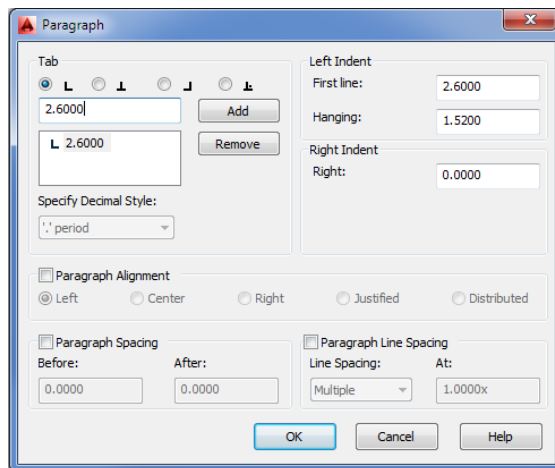 Paragraph
Tab
2.6000
Add
2.6000
Remove
Specify Decimal Style:
'.' period
Left Indent
First line:
2.6000
Hanging:
1.5200
Right Indent
Right:
0.0000
Paragraph Alignment
Left
Center
Right
Justified
Distributed
Paragraph Spacing
Before:
After:
0.0000
0.0000
Paragraph Line Spacing
Line Spacing:
At:
Multiple
1.0000x
OK
Cancel
Help